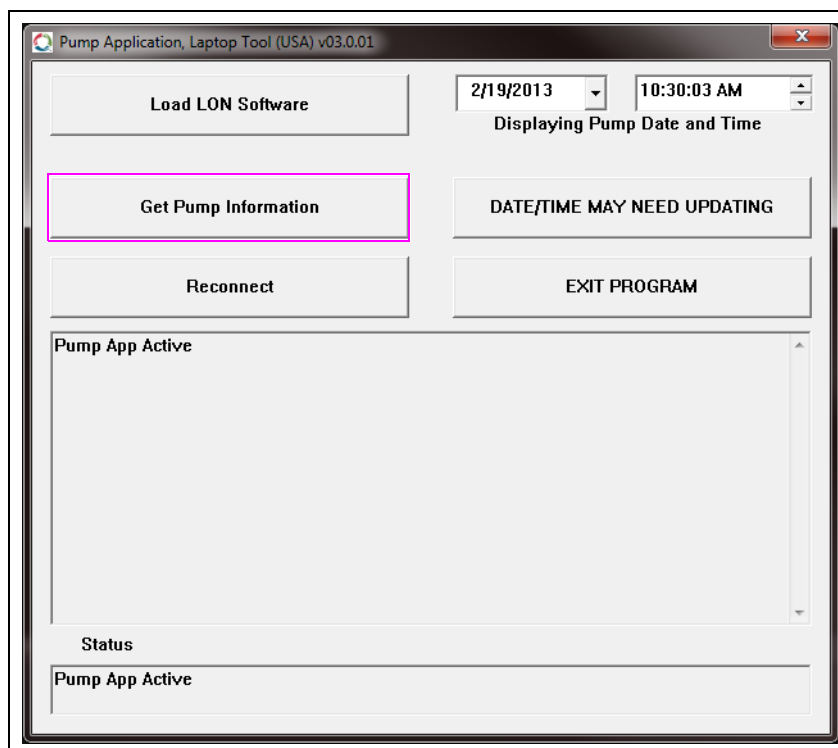 Pump Application, Laptop Tool (USA) v03.0.01
Load LON Software
2/19/2013
10:30:03 AM
Displaying Pump Date and Time
Get Pump Information
DATE/TIME MAY NEED UPDATING
Reconnect
EXIT PROGRAM
Pump App Active
Status
Pump App Active